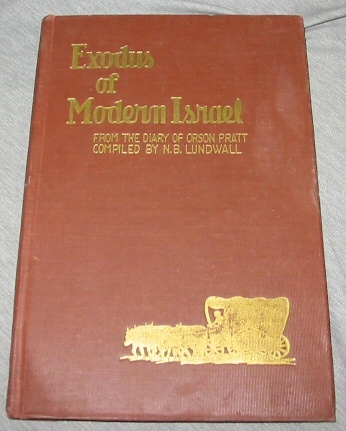 Exodus
of
Modern Israel
FROM THE DIARY OF ORSON PRATT
COMPILED BY N.B. LUNDWALL